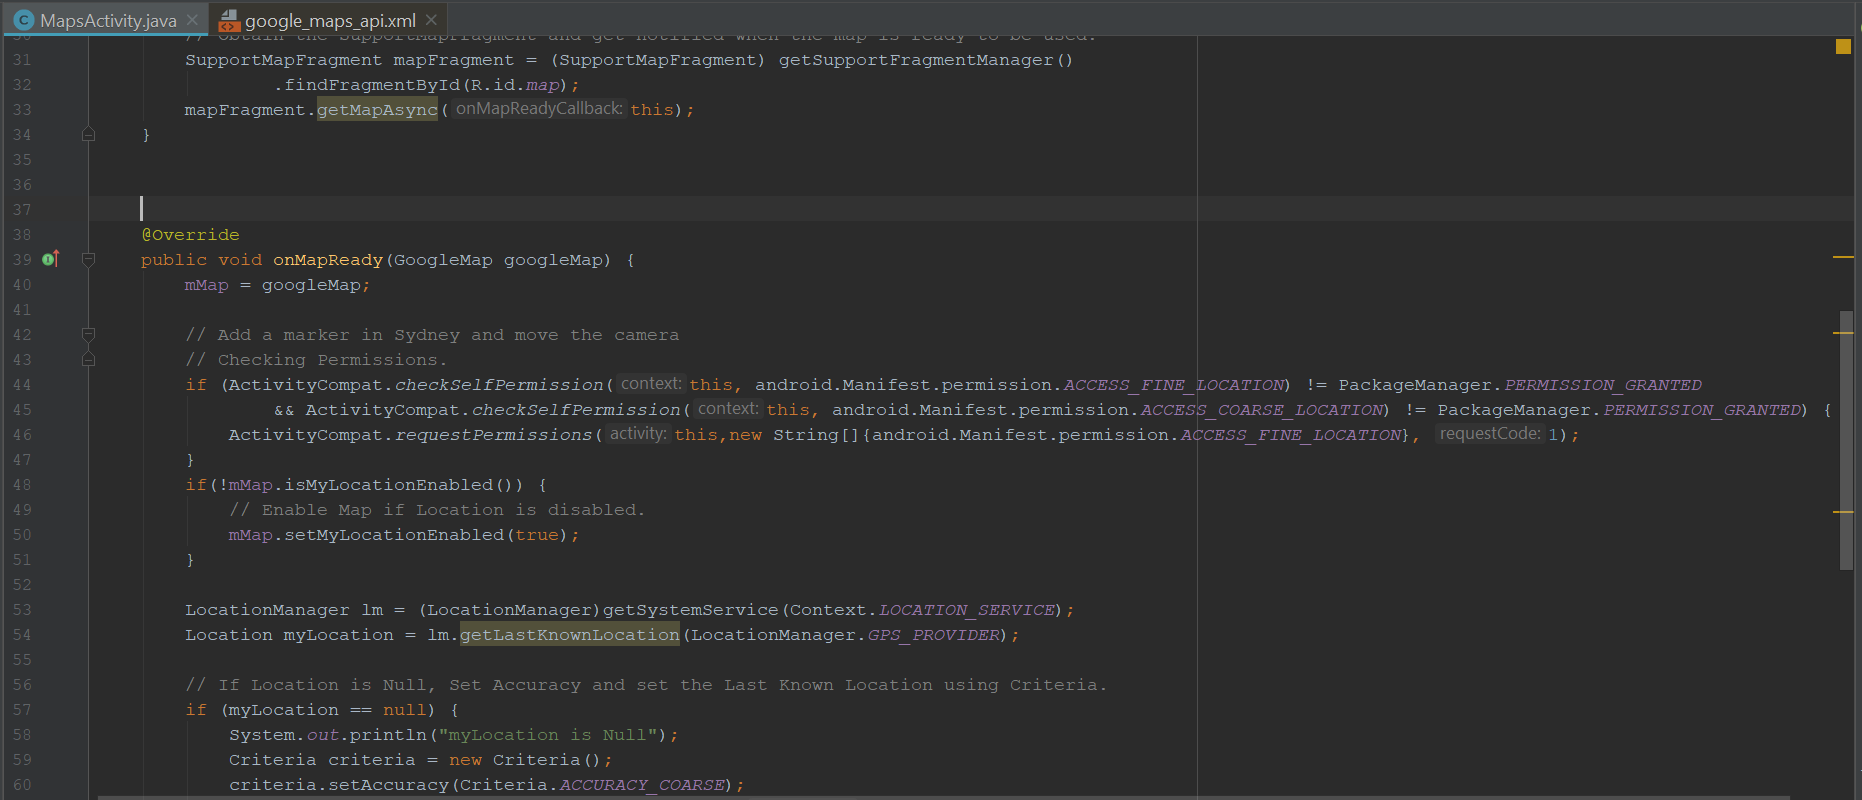 MapsActivity.java
google_maps_api.xml
30 // Obtain the SupportMapFragment and get notified when the map is ready to be used.
31 SupportMapFragment mapFragment = (SupportMapFragment) getSupportFragmentManager()
32 .findFragmentById(R.id.map);
33 mapFragment.getMapAsync( onMapReadyCallback: this);
34 }
35
36
37
38 @Override
39 public void onMapReady(GoogleMap googleMap) {
40 mMap = googleMap;
41
42 // Add a marker in Sydney and move the camera
43 // Checking Permissions.
44 if (ActivityCompat.checkSelfPermission( context: this, android.Manifest.permission.ACCESS_FINE_LOCATION) != PackageManager.PERMISSION_GRANTED
45 && ActivityCompat.checkSelfPermission( context: this, android.Manifest.permission.ACCESS_COARSE_LOCATION) != PackageManager.PERMISSION_GRANTED) {
46 ActivityCompat.requestPermissions( activity: this,new String[]{android.Manifest.permission.ACCESS_FINE_LOCATION}, requestCode: 1);
47 }
48 if(!mMap.isMyLocationEnabled()) {
49 // Enable Map if Location is disabled.
50 mMap.setMyLocationEnabled(true);
51 }
52
53 LocationManager lm = (LocationManager)getSystemService(Context.LOCATION_SERVICE);
54 Location myLocation = lm.getLastKnownLocation(LocationManager.GPS_PROVIDER);
55
56 // If Location is Null, Set Accuracy and set the Last Known Location using Criteria.
57 if (myLocation == null) {
58 System.out.println("myLocation is Null");
59 Criteria criteria = new Criteria();
60 criteria.setAccuracy(Criteria.ACCURACY_COARSE);